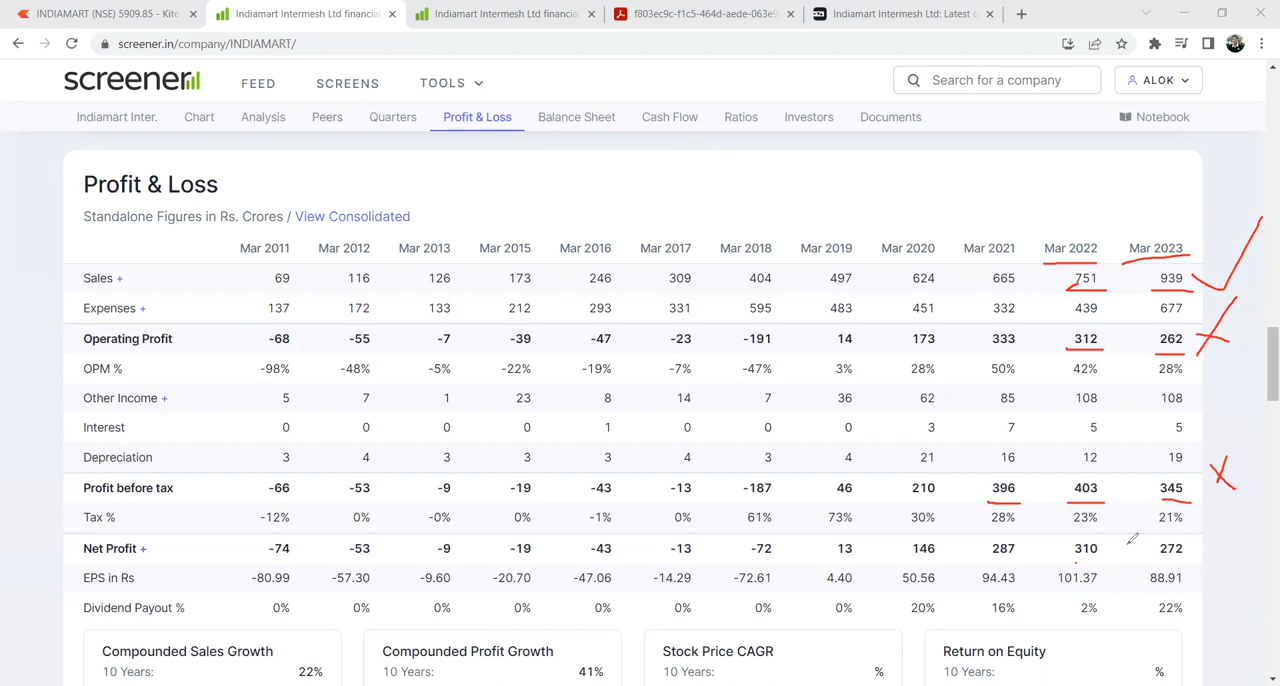 INDIAMART (NSE) 5909.85 - Kite
Indiamart Intermesh Ltd financial
Indiamart Intermesh Ltd financial
f803ec9c-f1c5-464d-aede-063e9
Indiamart Intermesh Ltd: Latest
screener.in/company/INDIAMART/
screener
FEED
SCREENS
TOOLS
Search for a company
ALOK
Indiamart Inter.
Chart
Analysis
Peers
Quarters
Profit & Loss
Balance Sheet
Cash Flow
Ratios
Investors
Documents
Notebook
Profit & Loss
Standalone Figures in Rs. Crores / View Consolidated
Mar 2011 Mar 2012 Mar 2013 Mar 2015 Mar 2016 Mar 2017 Mar 2018 Mar 2019 Mar 2020 Mar 2021 Mar 2022 Mar 2023
Sales + 69 116 126 173 246 309 404 497 624 665 751 939
Expenses + 137 172 133 212 293 331 595 483 451 332 439 677
Operating Profit -68 -55 -7 -39 -47 -23 -191 14 173 333 312 262
OPM % -98% -48% -5% -22% -19% -7% -47% 3% 28% 50% 42% 28%
Other Income + 5 7 1 23 8 14 7 36 62 85 108 108
Interest 0 0 0 0 1 0 0 0 3 7 5 5
Depreciation 3 4 3 3 3 4 3 4 21 16 12 19
Profit before tax -66 -53 -9 -19 -43 -13 -187 46 210 396 403 345
Tax % -12% 0% -0% 0% -1% 0% 61% 73% 30% 28% 23% 21%
Net Profit + -74 -53 -9 -19 -43 -13 -72 13 146 287 310 272
EPS in Rs -80.99 -57.30 -9.60 -20.70 -47.06 -14.29 -72.61 4.40 50.56 94.43 101.37 88.91
Dividend Payout % 0% 0% 0% 0% 0% 0% 0% 0% 20% 16% 2% 22%
Compounded Sales Growth
10 Years: 22%
Compounded Profit Growth
10 Years: 41%
Stock Price CAGR
10 Years: %
Return on Equity
10 Years: %